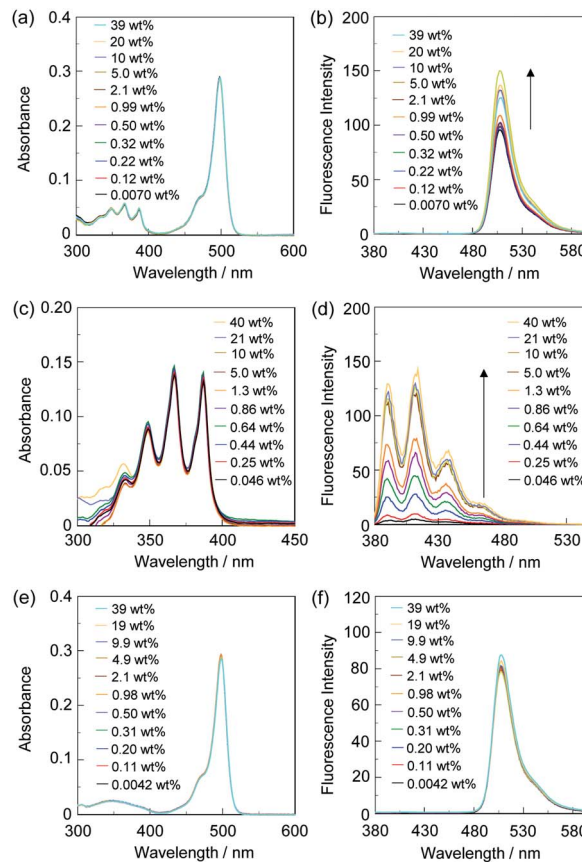 (a)
0.4
0.3
0.2
0.1
0
Absorbance
39 wt%
20 wt%
10 wt%
5.0 wt%
2.1 wt%
0.99 wt%
0.50 wt%
0.32 wt%
0.22 wt%
0.12 wt%
0.0070 wt%
300 400 500 600
Wavelength / nm
(b)
200
150
100
50
0
Fluorescence Intensity
39 wt%
20 wt%
10 wt%
5.0 wt%
2.1 wt%
0.99 wt%
0.50 wt%
0.32 wt%
0.22 wt%
0.12 wt%
0.0070 wt%
380 430 480 530 580
Wavelength / nm
(c)
0.20
0.15
0.10
0.05
0
Absorbance
40 wt%
21 wt%
10 wt%
5.0 wt%
1.3 wt%
0.86 wt%
0.64 wt%
0.44 wt%
0.25 wt%
0.046 wt%
300 350 400 450
Wavelength / nm
(d)
200
150
100
50
0
Fluorescence Intensity
40 wt%
21 wt%
10 wt%
5.0 wt%
1.3 wt%
0.86 wt%
0.64 wt%
0.44 wt%
0.25 wt%
0.046 wt%
380 430 480 530
Wavelength / nm
(e)
0.4
0.3
0.2
0.1
0
Absorbance
39 wt%
19 wt%
9.9 wt%
4.9 wt%
2.1 wt%
0.98 wt%
0.50 wt%
0.31 wt%
0.20 wt%
0.11 wt%
0.0042 wt%
300 400 500 600
Wavelength / nm
(f)
120
100
80
60
40
20
0
Fluorescence Intensity
39 wt%
19 wt%
9.9 wt%
4.9 wt%
2.1 wt%
0.98 wt%
0.50 wt%
0.31 wt%
0.20 wt%
0.11 wt%
0.0042 wt%
380 430 480 530 580
Wavelength / nm